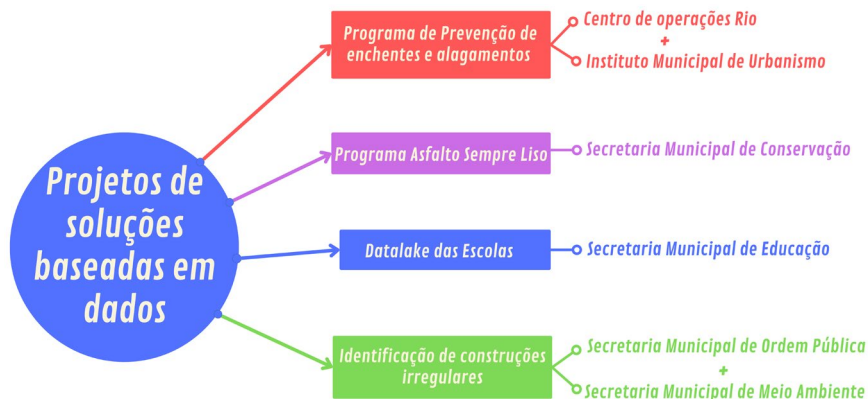 Projetos de
soluções
baseadas em
dados
Programa de Prevenção de
enchentes e alagamentos
Centro de operações Rio
+
Instituto Municipal de Urbanismo
Programa Asfalto Sempre Liso
Secretaria Municipal de Conservação
Datalake das Escolas
Secretaria Municipal de Educação
Identificação de construções
irregulares
Secretaria Municipal de Ordem Pública
+
Secretaria Municipal de Meio Ambiente